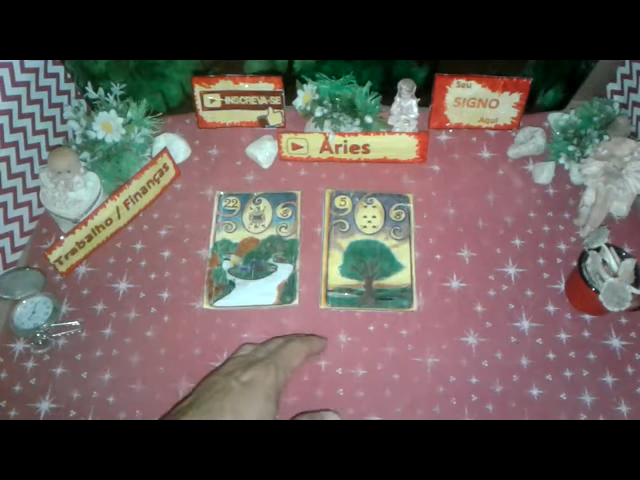 INSCREVA-SE
Seu
SIGNO
Aqui
Áries
Trabalho / Finanças
22
5